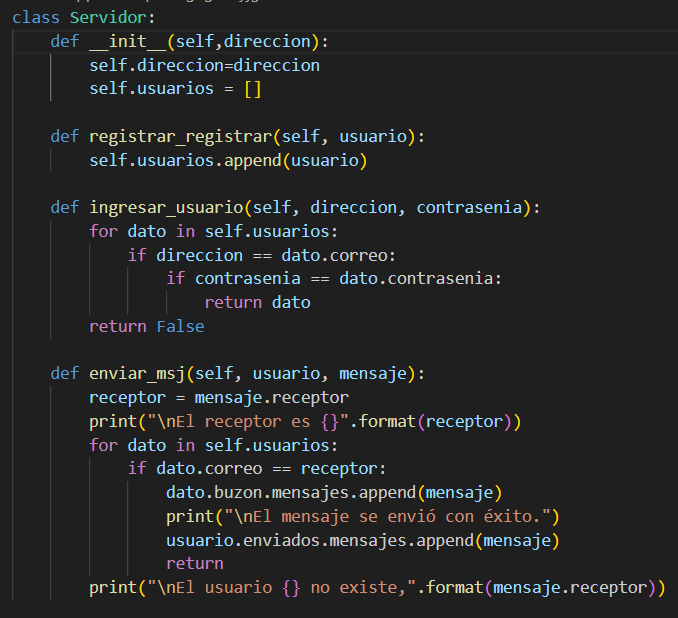 class Servidor:
    def __init__(self,direccion):
        self.direccion=direccion
        self.usuarios = []

    def registrar_registrar(self, usuario):
        self.usuarios.append(usuario)

    def ingresar_usuario(self, direccion, contrasenia):
        for dato in self.usuarios:
            if direccion == dato.correo:
                if contrasenia == dato.contrasenia:
                    return dato
        return False

    def enviar_msj(self, usuario, mensaje):
        receptor = mensaje.receptor
        print("\nEl receptor es {}".format(receptor))
        for dato in self.usuarios:
            if dato.correo == receptor:
                dato.buzon.mensajes.append(mensaje)
                print("\nEl mensaje se envió con éxito.")
                usuario.enviados.mensajes.append(mensaje)
                return
        print("\nEl usuario {} no existe,".format(mensaje.receptor))